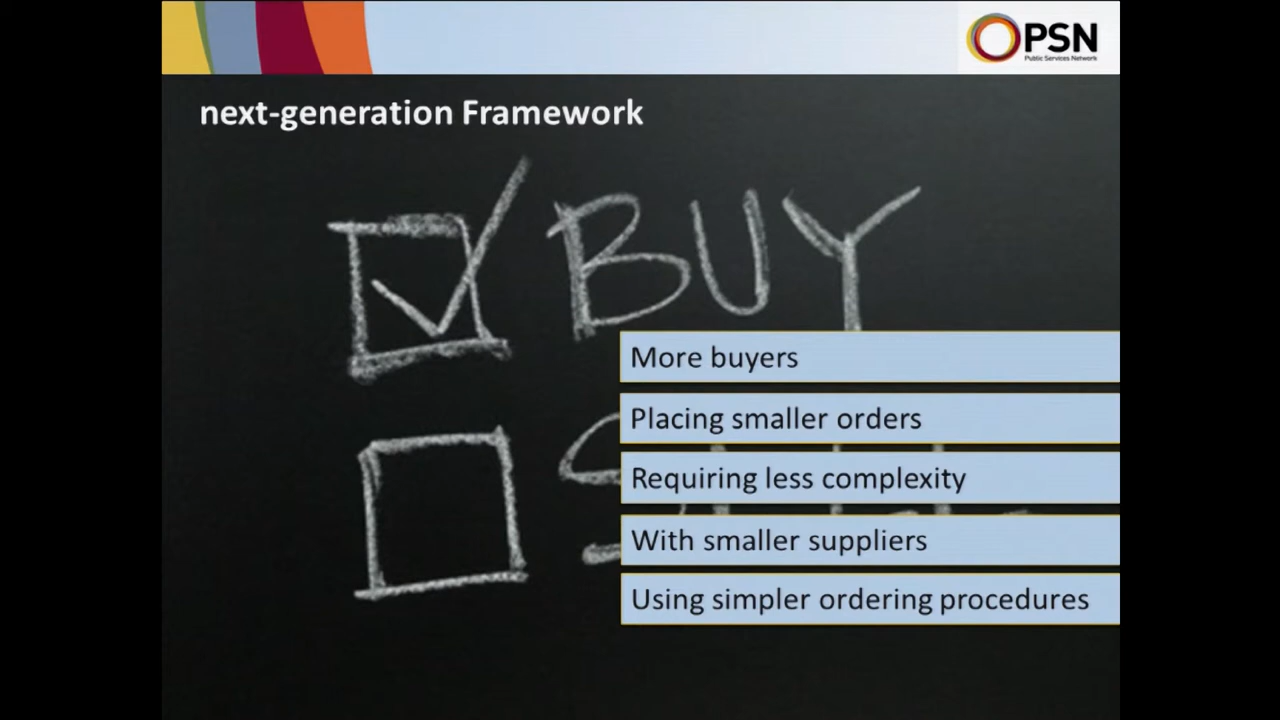 PSN
Public Services Network
next-generation Framework
BUY
More buyers
Placing smaller orders
Requiring less complexity
With smaller suppliers
Using simpler ordering procedures